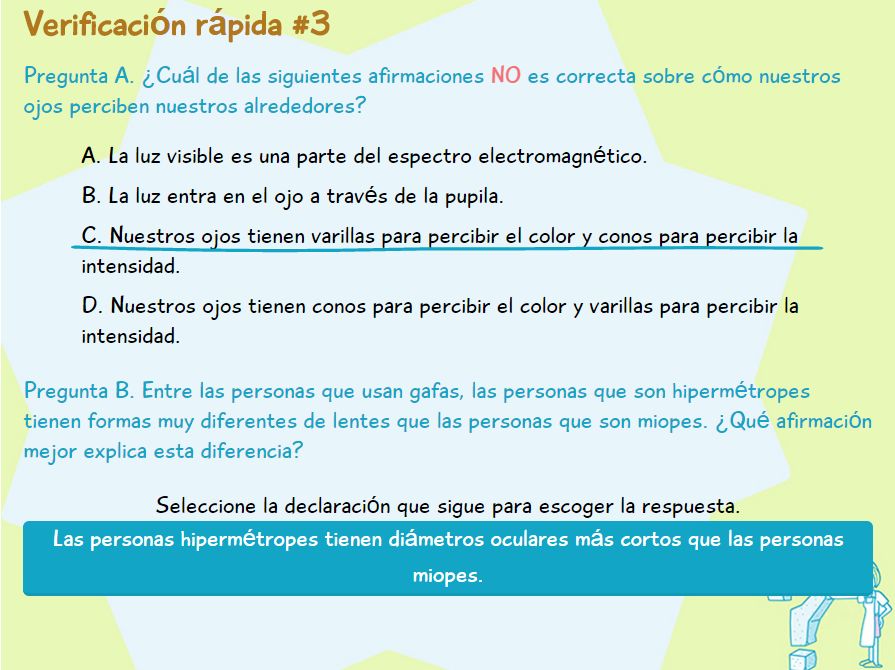 Verificación rápida #3
Pregunta A. ¿Cuál de las siguientes afirmaciones NO es correcta sobre cómo nuestros
ojos perciben nuestros alrededores?
A. La luz visible es una parte del espectro electromagnético.
B. La luz entra en el ojo a través de la pupila.
C. Nuestros ojos tienen varillas para percibir el color y conos para percibir la
intensidad.
D. Nuestros ojos tienen conos para percibir el color y varillas para percibir la
intensidad.
Pregunta B. Entre las personas que usan gafas, las personas que son hipermétropes
tienen formas muy diferentes de lentes que las personas que son miopes. ¿Qué afirmación
mejor explica esta diferencia?
Seleccione la declaración que sigue para escoger la respuesta.
Las personas hipermétropes tienen diámetros oculares más cortos que las personas
miopes.